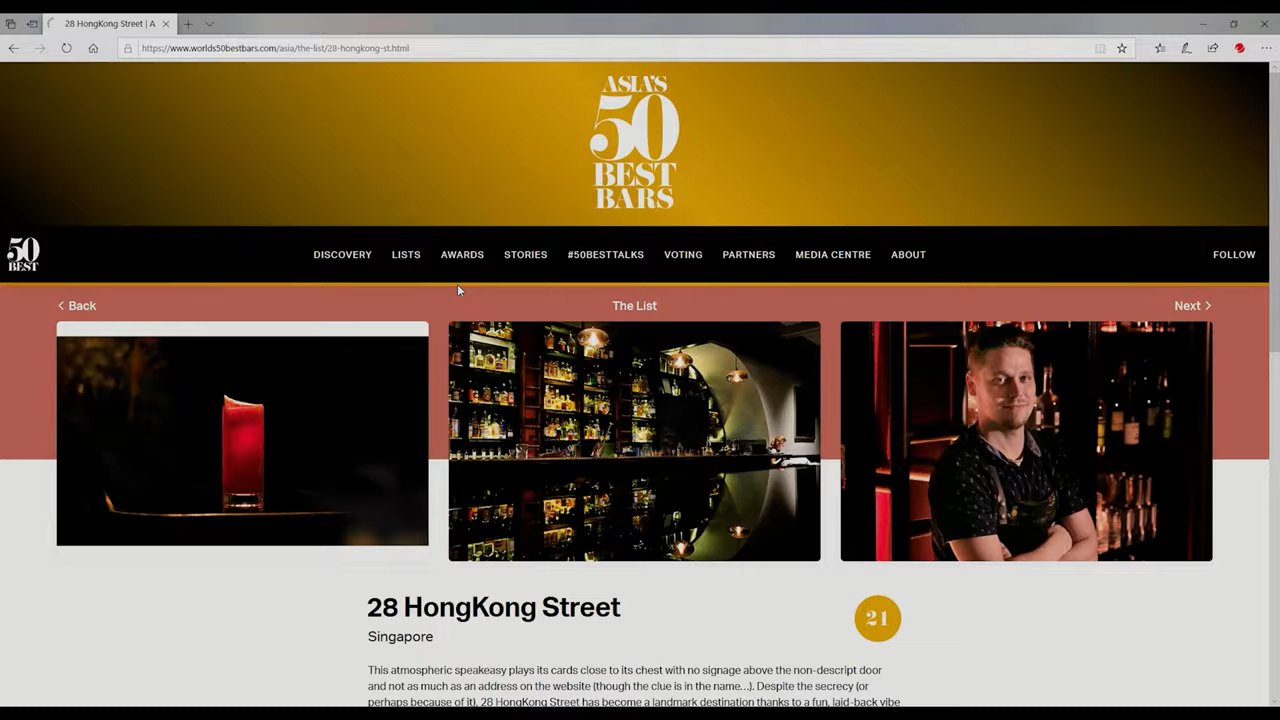 28 HongKong Street | A
https://www.worlds50bestbars.com/asia/the-list/28-hongkong-st.html
ASIA'S
50
BEST
BARS
50
BEST
DISCOVERY LISTS AWARDS STORIES #50BESTTALKS VOTING PARTNERS MEDIA CENTRE ABOUT FOLLOW
Back The List Next
28 HongKong Street
21
Singapore
This atmospheric speakeasy plays its cards close to its chest with no signage above the non-descript door
and not as much as an address on the website (though the clue is in the name…). Despite the secrecy (or
perhaps because of it), 28 HongKong Street has become a landmark destination thanks to a fun, laid-back vibe